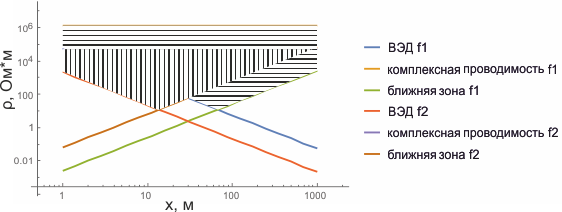 10⁶
10⁴
100
1
0.01
ρ, Ом*м
1
10
100
1000
x, м
ВЭД f1
комплексная проводимость f1
ближняя зона f1
ВЭД f2
комплексная проводимость f2
ближняя зона f2